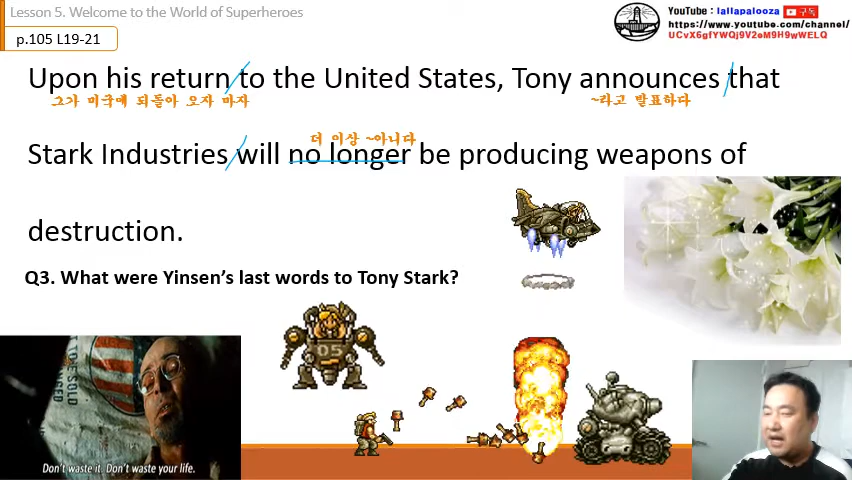 Lesson 5. Welcome to the World of Superheroes
YouTube : lallapalooza 구독
https://www.youtube.com/channel/
UCvX6gfYWQj9V2eM9H9wWELQ
p.105 L19-21
Upon his return to the United States, Tony announces that
그가 미국에 되돌아 오자 마자
~라고 발표하다
더 이상 ~아니다
Stark Industries will no longer be producing weapons of
destruction.
Q3. What were Yinsen's last words to Tony Stark?
05
Don't waste it. Don't waste your life.